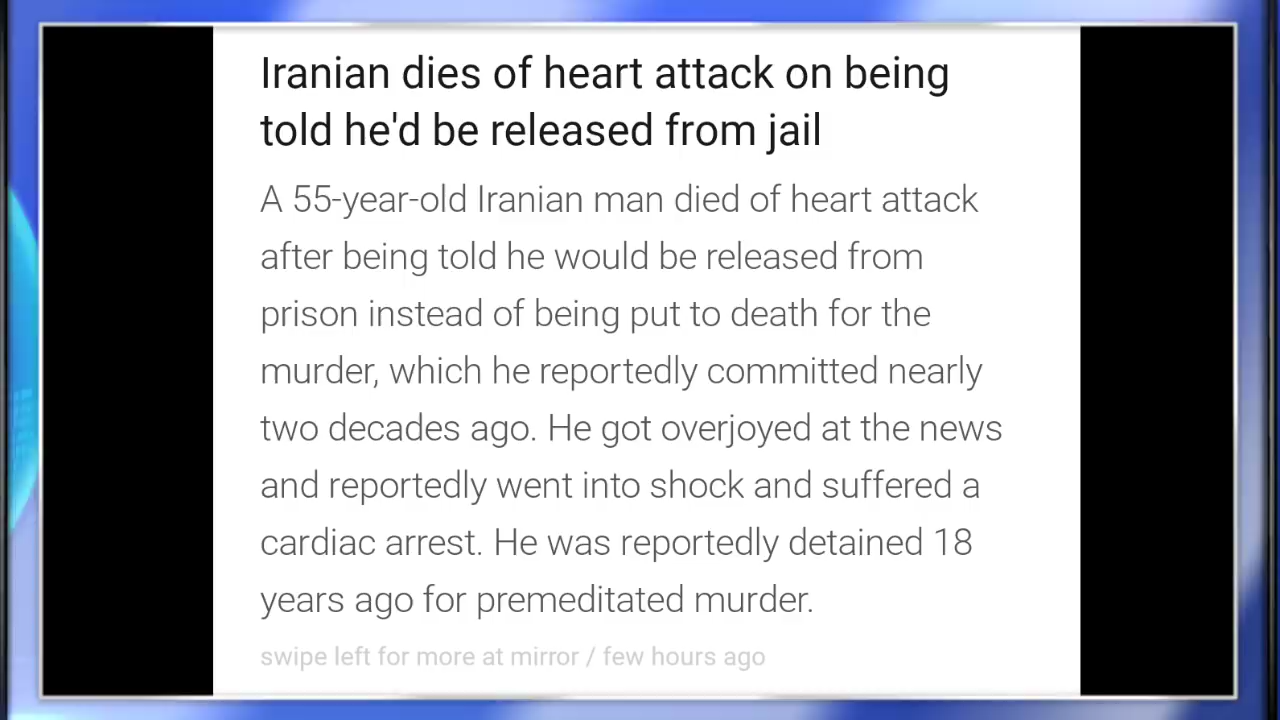 Iranian dies of heart attack on being
told he'd be released from jail
A 55-year-old Iranian man died of heart attack
after being told he would be released from
prison instead of being put to death for the
murder, which he reportedly committed nearly
two decades ago. He got overjoyed at the news
and reportedly went into shock and suffered a
cardiac arrest. He was reportedly detained 18
years ago for premeditated murder.
swipe left for more at mirror / few hours ago